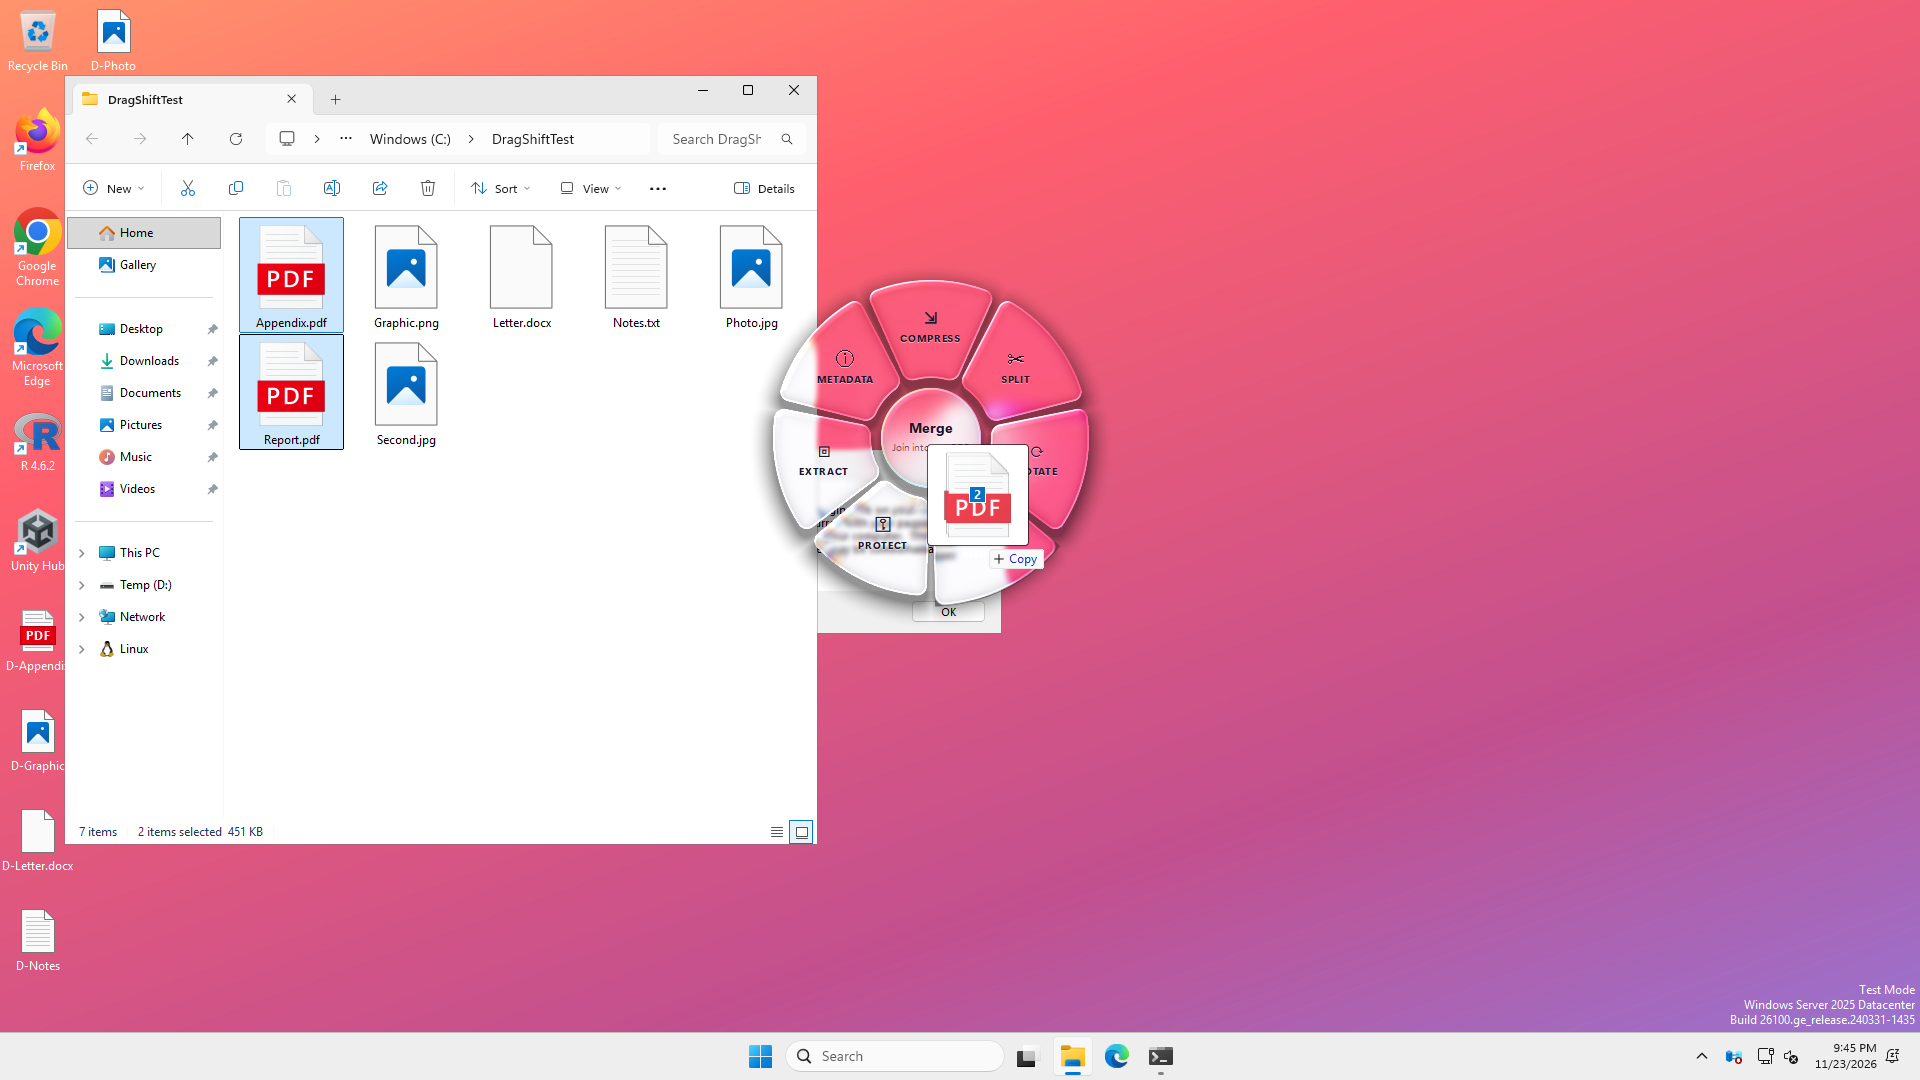 Recycle Bin
D-Photo
Firefox
Google
Chrome
Microsoft
Edge
R 4.6.2
Unity Hub
PDF
D-Appendi
D-Graphic
D-Letter.docx
D-Notes
DragShiftTest
Windows (C:)
DragShiftTest
Search DragSh
New
Sort
View
Details
Home
Gallery
Desktop
Downloads
Documents
Pictures
Music
Videos
This PC
Temp (D:)
Network
Linux
PDF
Appendix.pdf
Graphic.png
Letter.docx
Notes.txt
Photo.jpg
PDF
Report.pdf
Second.jpg
7 items
2 items selected 451 KB
COMPRESS
METADATA
SPLIT
Merge
Join into
EXTRACT
OTATE
2
PDF
PROTECT
+ Copy
OK
Test Mode
Windows Server 2025 Datacenter
Build 26100.ge_release.240331-1435
Search
9:45 PM
11/23/2026